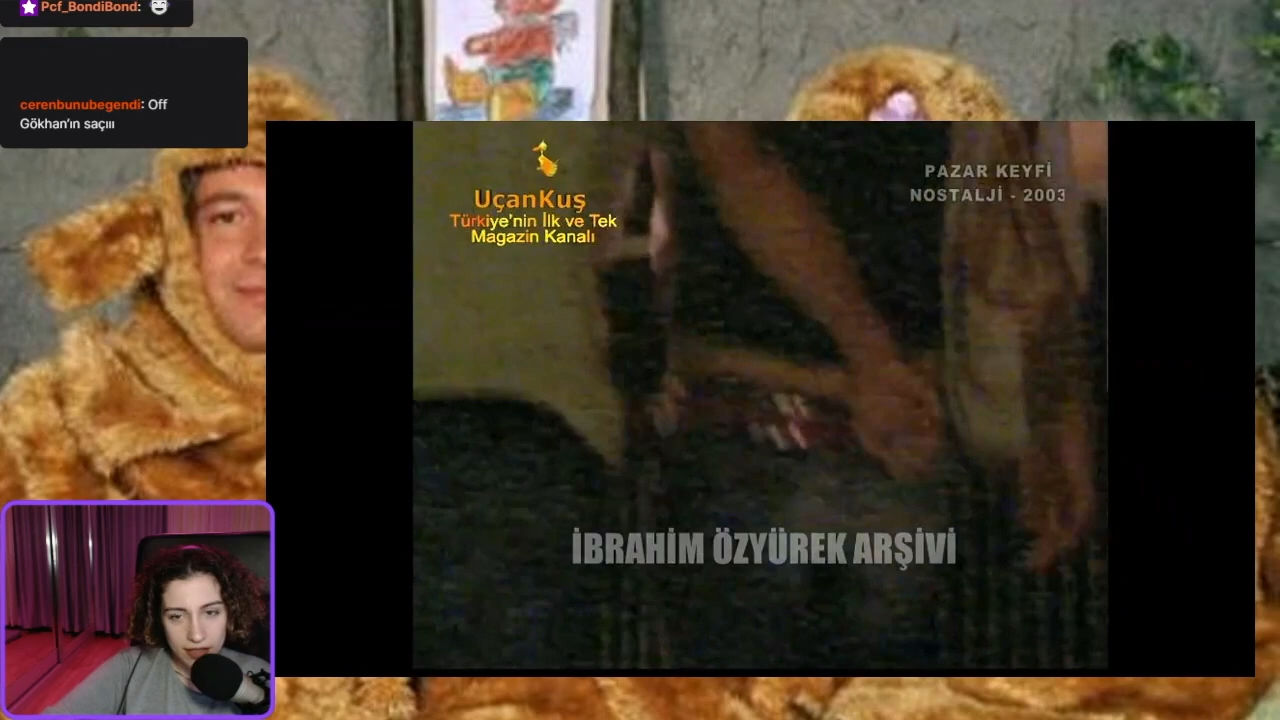 Pcf_BondiBond:
cerenbunubegendi: Off
Gökhan'ın saçııı
UçanKuş
Türkiye'nin İlk ve Tek
Magazin Kanalı
PAZAR KEYFİ
NOSTALJİ - 2003
İBRAHİM ÖZYÜREK ARŞİVİ